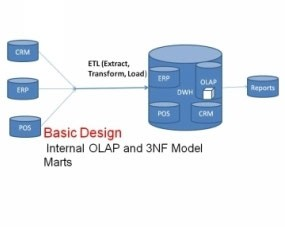 CRM
ETL (Extract,
Transform, Load)
ERP
OLAP
ERP
DWH
Reports
POS
CRM
POS
Basic Design
Internal OLAP and 3NF Model
Marts